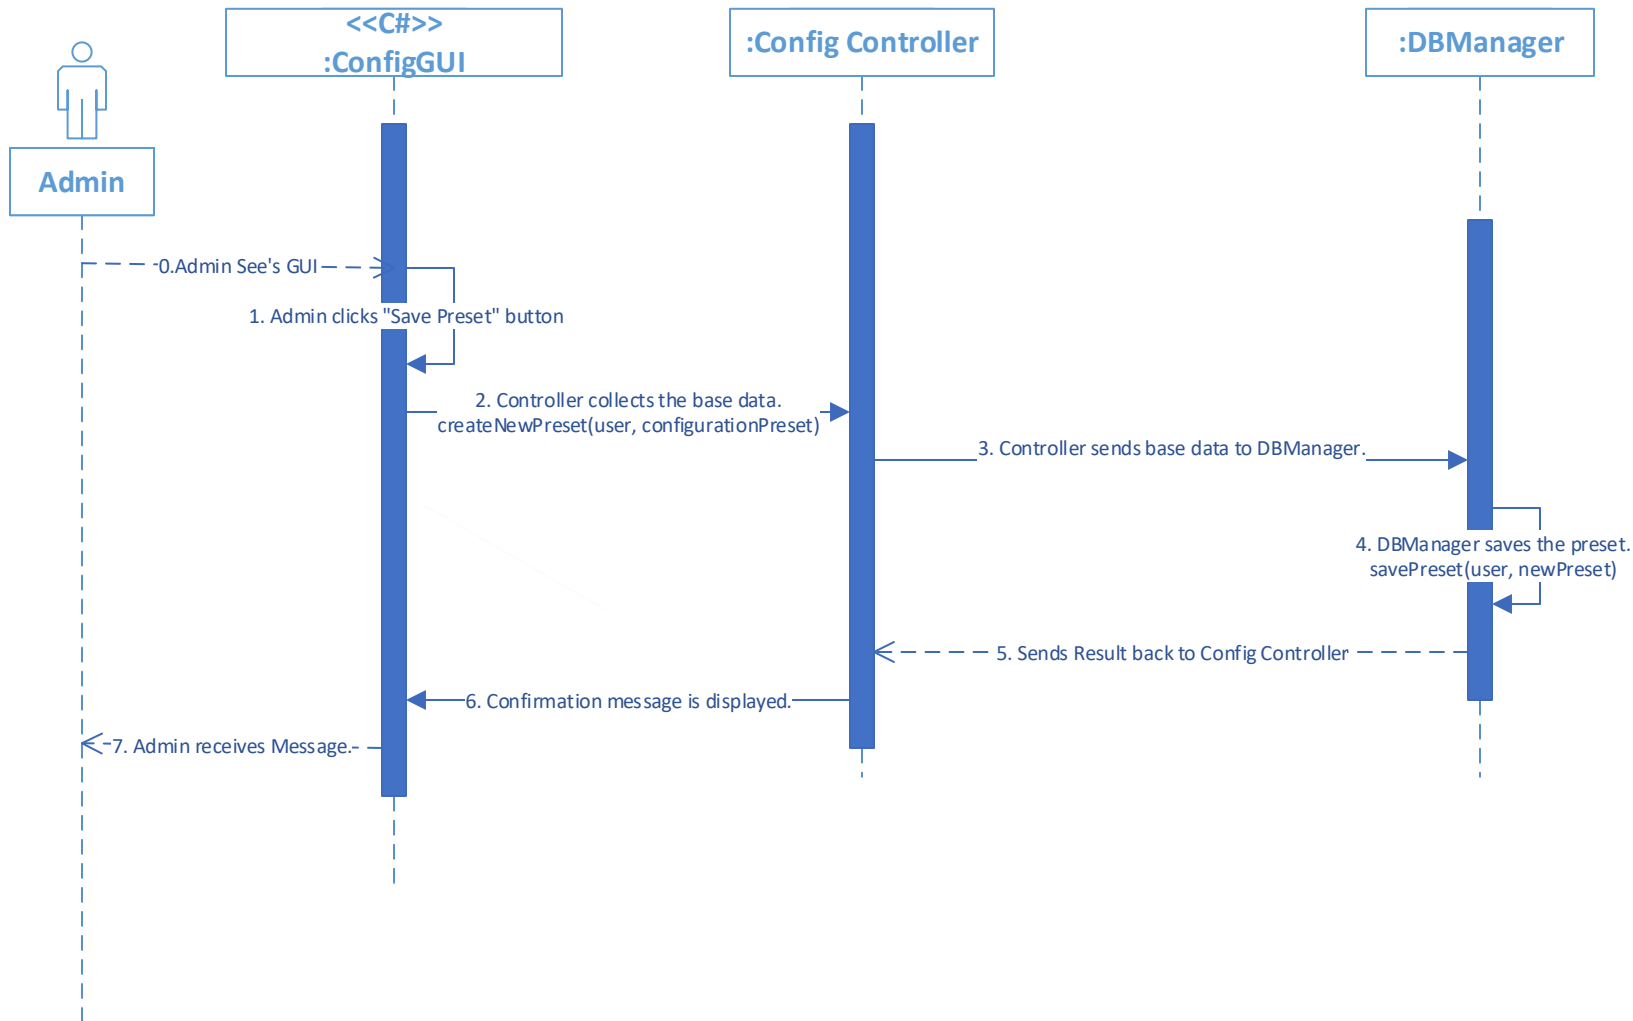 <<C#>>
:ConfigGUI
:Config Controller
:DBManager
Admin
0.Admin See's GUI
1. Admin clicks "Save Preset" button
2. Controller collects the base data.
createNewPreset(user, configurationPreset)
3. Controller sends base data to DBManager.
4. DBManager saves the preset.
savePreset(user, newPreset)
5. Sends Result back to Config Controller
6. Confirmation message is displayed.
7. Admin receives Message.